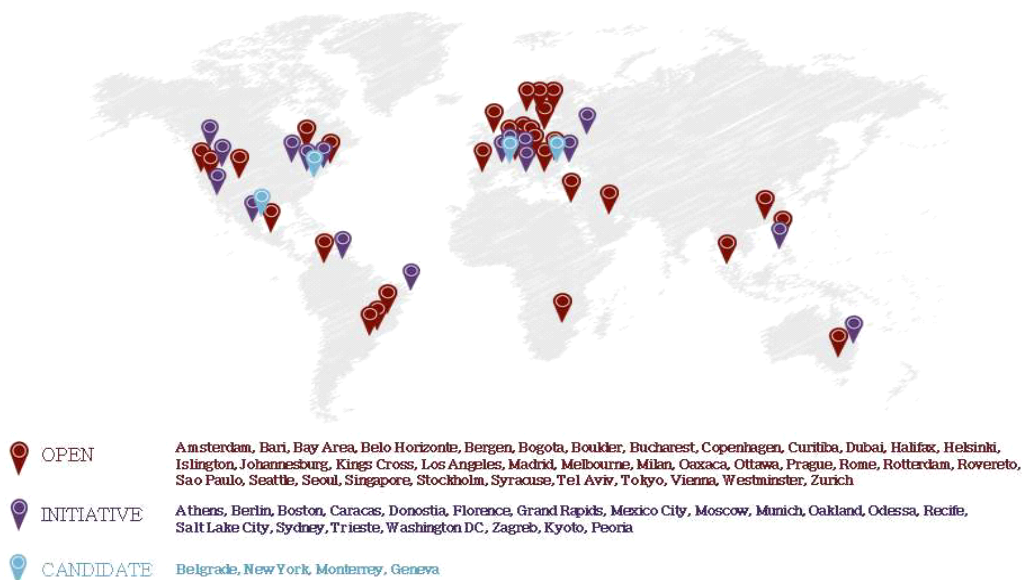 OPEN
Amsterdam, Bari, Bay Area, Belo Horizonte, Bergen, Bogota, Boulder, Bucharest, Copenhagen, Curitiba, Dubai, Halifax, Helsinki,
Islington, Johannesburg, Kings Cross, Los Angeles, Madrid, Melbourne, Milan, Oaxaca, Ottawa, Prague, Rome, Rotterdam, Rovereto,
Sao Paulo, Seattle, Seoul, Singapore, Stockholm, Syracuse, Tel Aviv, Tokyo, Vienna, Westminster, Zurich
INITIATIVE
Athens, Berlin, Boston, Caracas, Donostia, Florence, Grand Rapids, Mexico City, Moscow, Munich, Oakland, Odessa, Recife,
Salt Lake City, Sydney, Trieste, Washington DC, Zagreb, Kyoto, Peoria
CANDIDATE
Belgrade, New York, Monterrey, Geneva